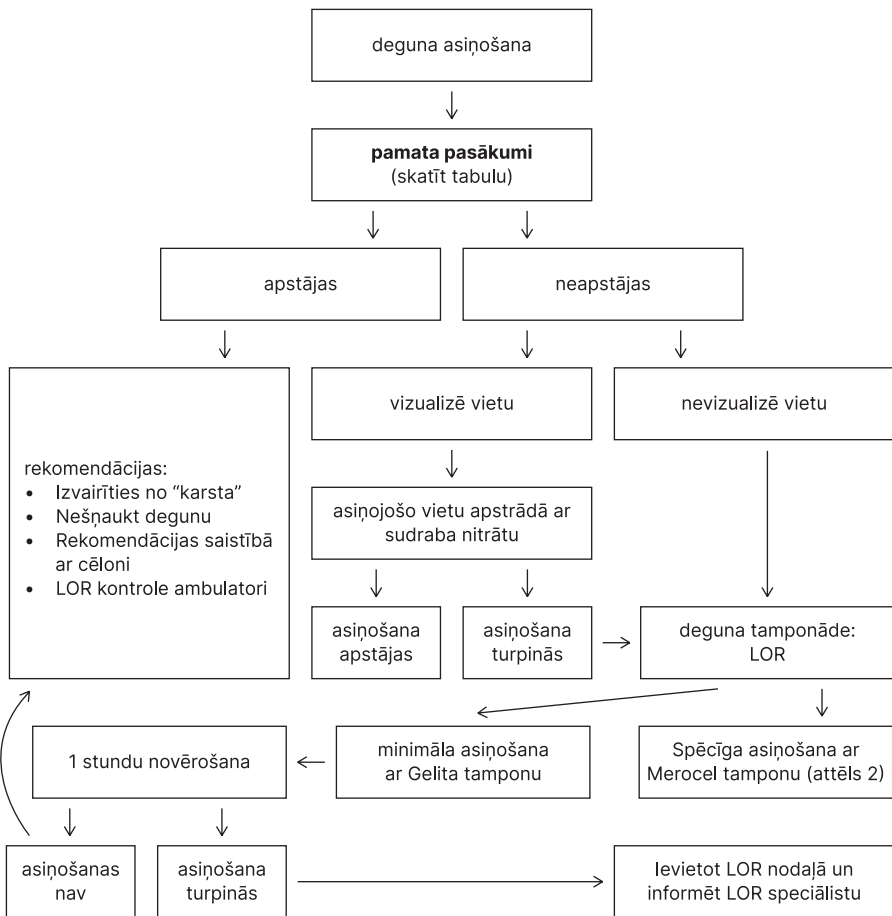 deguna asiņošana
pamata pasākumi
(skatīt tabulu)
apstājas
neapstājas
vizualizē vietu
nevizualizē vietu
rekomendācijas:
• Izvairīties no “karsta”
• Nešņaukt degunu
• Rekomendācijas saistībā
ar cēloni
• LOR kontrole ambulatori
asiņojošo vietu apstrādā ar
sudraba nitrātu
asiņošana
apstājas
asiņošana
turpinās
deguna tamponāde:
LOR
1 stundu novērošana
minimāla asiņošana
ar Gelita tamponu
Spēcīga asiņošana ar
Merocel tamponu (attēls 2)
asiņošanas
nav
asiņošana
turpinās
Ievietot LOR nodaļā un
informēt LOR speciālistu